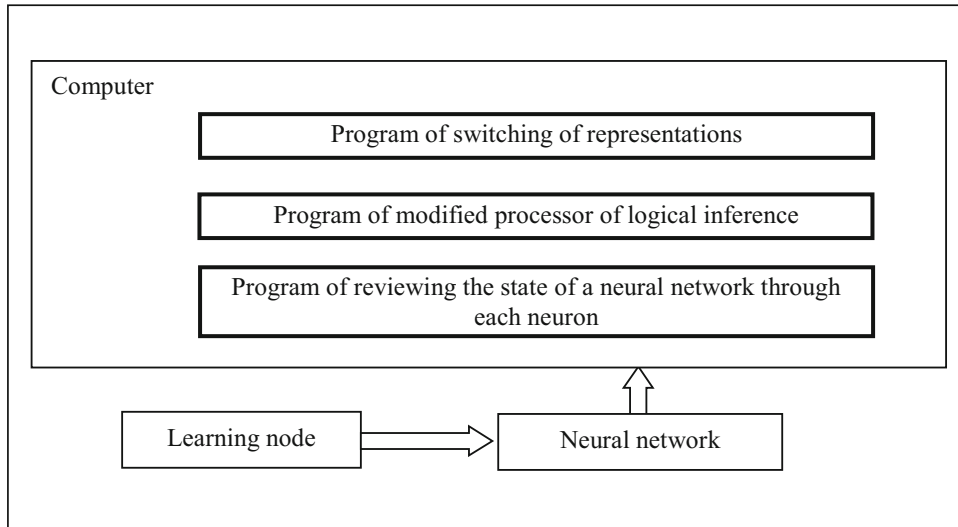 Computer
Program of switching of representations
Program of modified processor of logical inference
Program of reviewing the state of a neural network through
each neuron
Learning node
Neural network